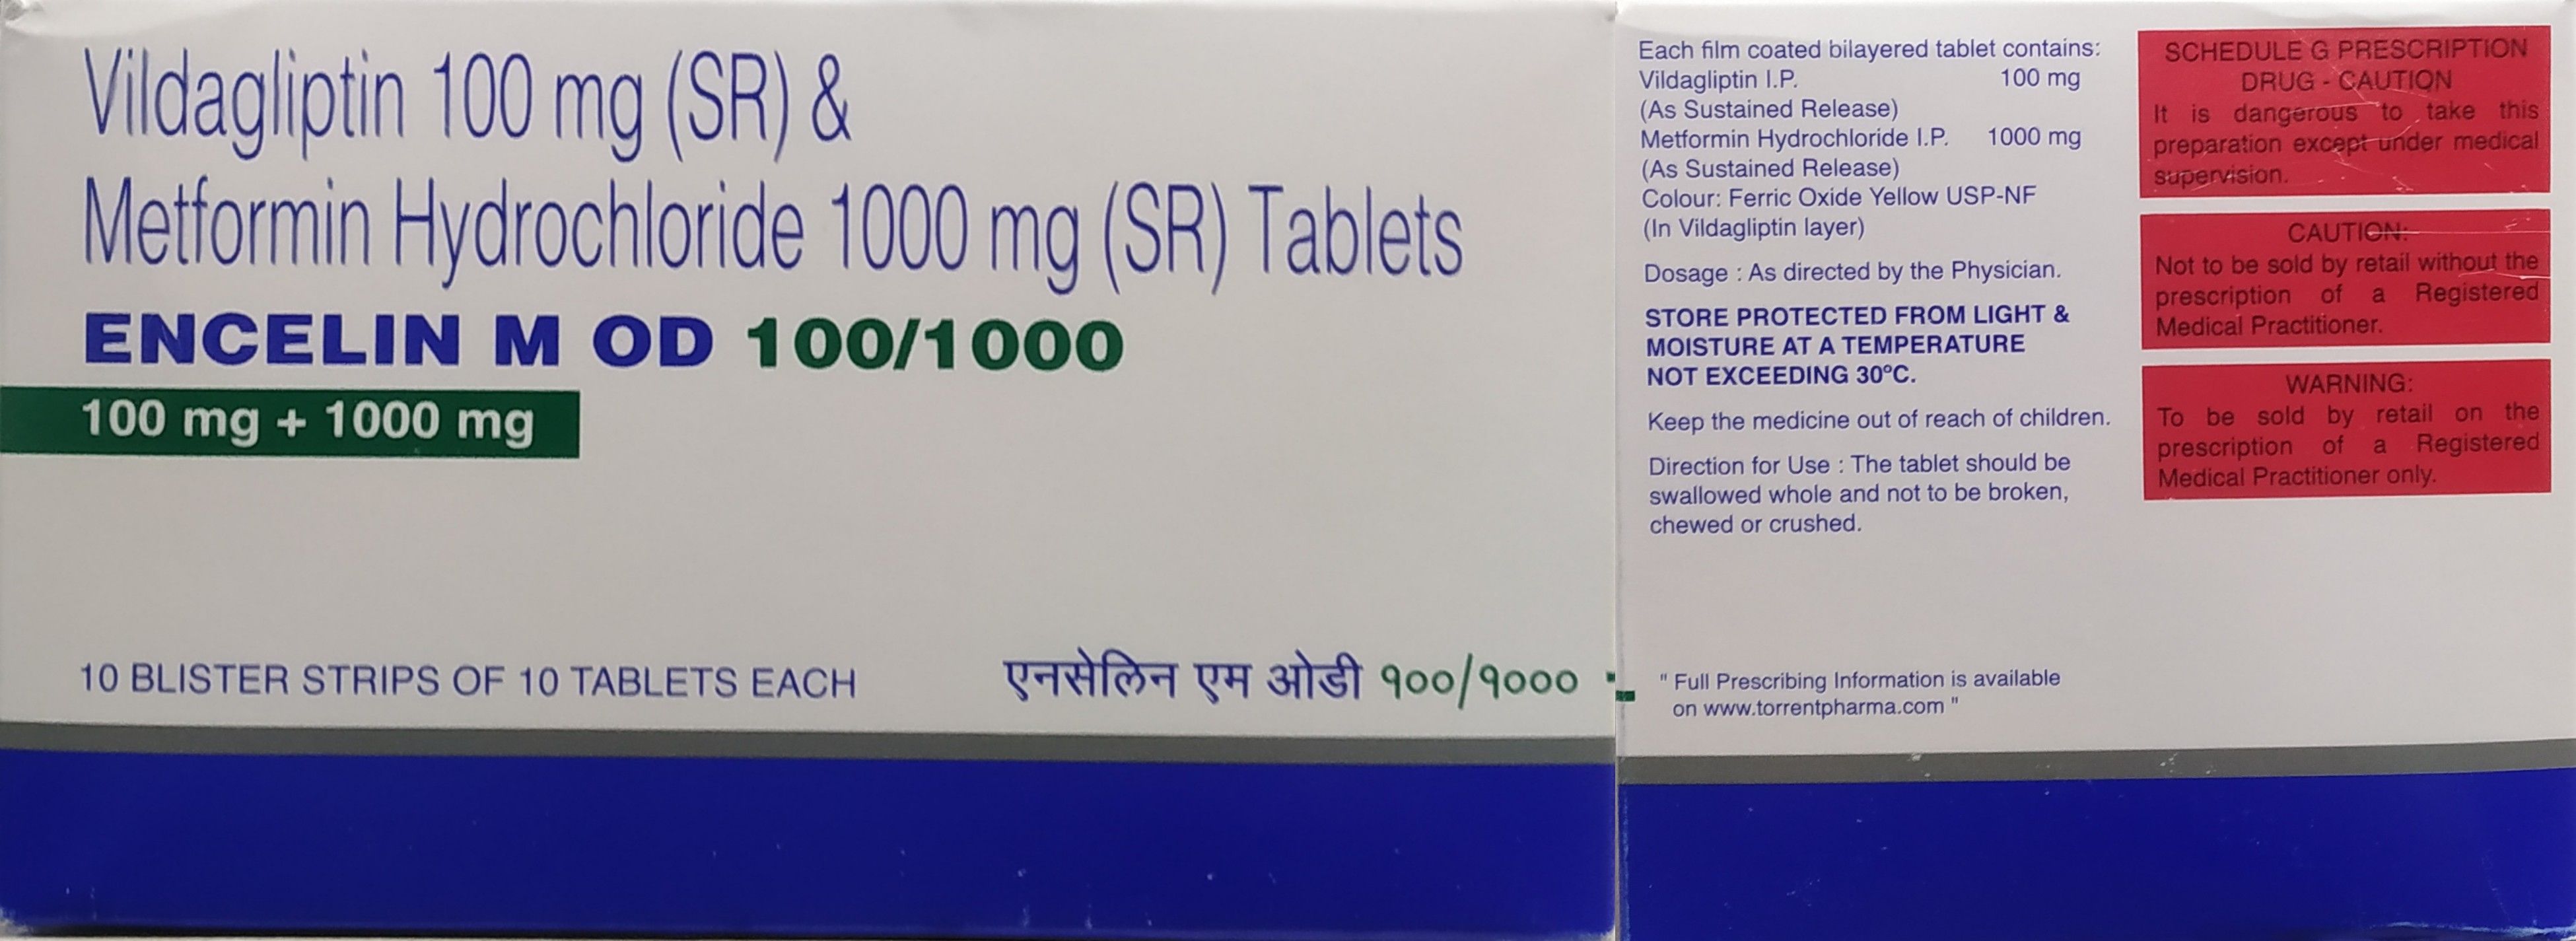 Vildagliptin 100 mg (SR) &
Metformin Hydrochloride 1000 mg (SR) Tablets
ENCELIN M OD 100/1000
100 mg + 1000 mg
10 BLISTER STRIPS OF 10 TABLETS EACH
एनसेलिन एम ओडी १००/१०००
Each film coated bilayered tablet contains:
Vildagliptin I.P. 100 mg
(As Sustained Release)
Metformin Hydrochloride I.P. 1000 mg
(As Sustained Release)
Colour: Ferric Oxide Yellow USP-NF
(In Vildagliptin layer)
Dosage : As directed by the Physician.
STORE PROTECTED FROM LIGHT &
MOISTURE AT A TEMPERATURE
NOT EXCEEDING 30ºC.
Keep the medicine out of reach of children.
Direction for Use : The tablet should be
swallowed whole and not to be broken,
chewed or crushed.
" Full Prescribing Information is available
on www.torrentpharma.com "
SCHEDULE G PRESCRIPTION
DRUG - CAUTION
It is dangerous to take this
preparation except under medical
supervision.
CAUTION:
Not to be sold by retail without the
prescription of a Registered
Medical Practitioner.
WARNING:
To be sold by retail on the
prescription of a Registered
Medical Practitioner only.